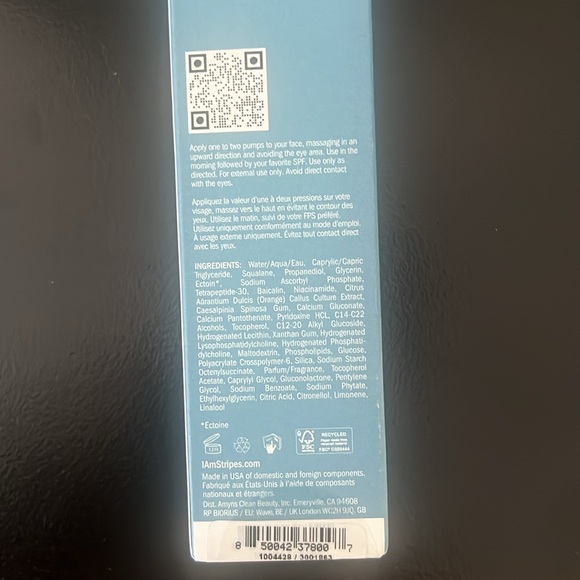 Apply one to two pumps to your face, massaging in an
upward direction and avoiding the eye area. Use in the
morning followed by your favorite SPF. Use only as
directed. For external use only. Avoid direct contact
with the eyes.
Appliquez la valeur d'une à deux pressions sur votre
visage, massez vers le haut en évitant le contour des
yeux. Utilisez le matin, suivi de votre FPS préféré.
Utilisez uniquement conformément au mode d'emploi.
À usage externe uniquement. Évitez tout contact direct
avec les yeux.
INGREDIENTS: Water/Aqua/Eau, Caprylic/Capric
Triglyceride, Squalane, Propanediol, Glycerin,
Ectoin*, Sodium Ascorbyl Phosphate,
Tetrapeptide-30, Baicalin, Niacinamide, Citrus
Aurantium Dulcis (Orange) Callus Culture Extract,
Caesalpinia Spinosa Gum, Calcium Gluconate,
Calcium Pantothenate, Pyridoxine HCL, C14-C22
Alcohols, Tocopherol, C12-20 Alkyl Glucoside,
Hydrogenated Lecithin, Xanthan Gum, Hydrogenated
Lysophosphatidylcholine, Hydrogenated Phosphati-
dylcholine, Maltodextrin, Phospholipids, Glucose,
Polyacrylate Crosspolymer-6, Silica, Sodium Starch
Octenylsuccinate, Parfum/Fragrance, Tocopherol
Acetate, Caprylyl Glycol, Gluconolactone, Pentylene
Glycol, Sodium Benzoate, Sodium Phytate,
Ethylhexylglycerin, Citric Acid, Citronellol, Limonene,
Linalool
*Ectoine
12M
FSC
RECYCLED
Paper made from
recycled material
IAmStripes.com
Made in USA of domestic and foreign components.
Fabriqué aux États-Unis à l'aide de composants
nationaux et étrangers.
Dist. Amyris Clean Beauty, Inc. Emeryville, CA 94608
RP BIORIUS / EU: Wavre, BE / UK London WC2H 9JQ, GB
8 50042 37800 7
1004428 / 3001863